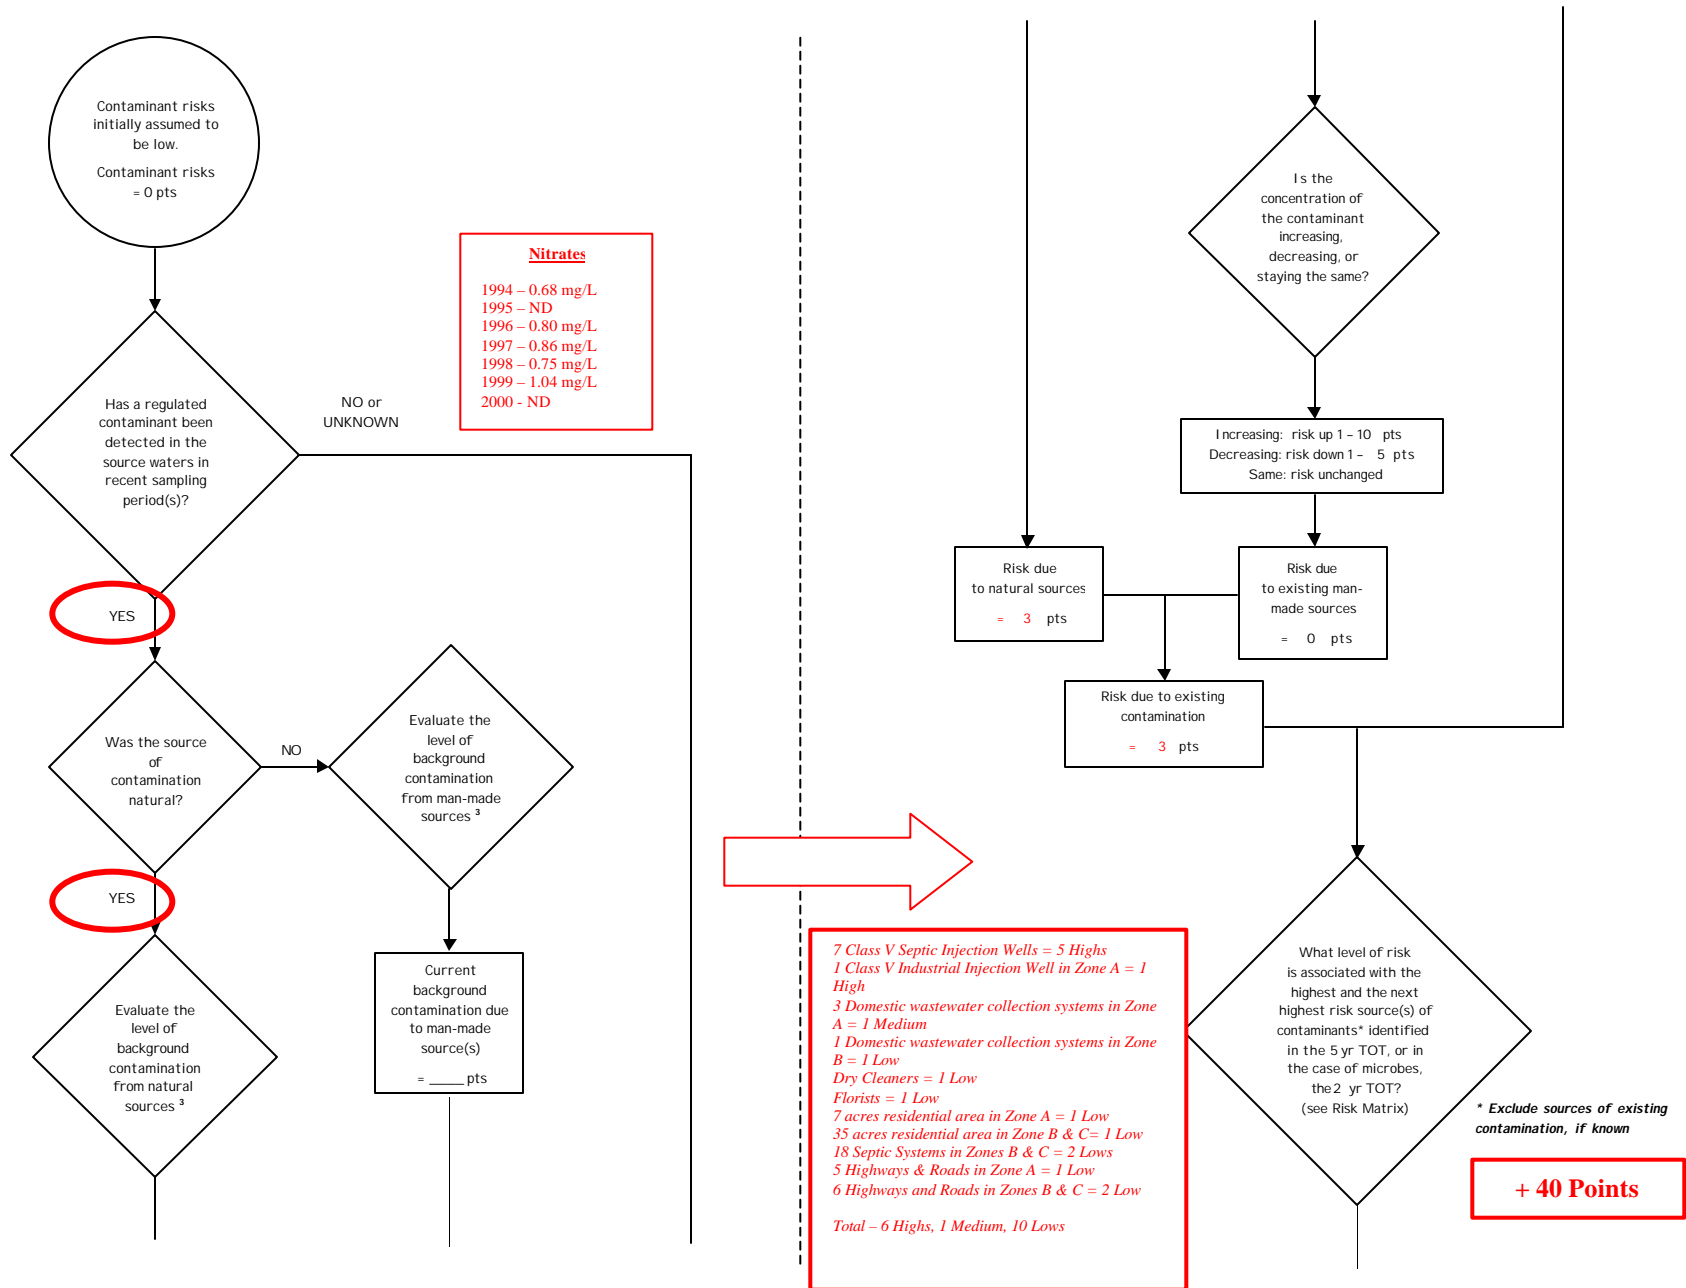 Contaminant risks
initially assumed to
be low.
Contaminant risks
= 0 pts
Nitrates
1994 – 0.68 mg/L
1995 – ND
1996 – 0.80 mg/L
1997 – 0.86 mg/L
1998 – 0.75 mg/L
1999 – 1.04 mg/L
2000 - ND
Has a regulated
contaminant been
detected in the
source waters in
recent sampling
period(s)?
NO or
UNKNOWN
YES
Was the source
of
contamination
natural?
NO
Evaluate the
level of
background
contamination
from man-made
sources ³
YES
Evaluate the
level of
background
contamination
from natural
sources ³
Current
background
contamination due
to man-made
source(s)
= _____ pts
Is the
concentration of
the contaminant
increasing,
decreasing, or
staying the same?
Increasing: risk up 1 – 10 pts
Decreasing: risk down 1 – 5 pts
Same: risk unchanged
Risk due
to natural sources
= 3 pts
Risk due
to existing man-
made sources
= 0 pts
Risk due to existing
contamination
= 3 pts
7 Class V Septic Injection Wells = 5 Highs
1 Class V Industrial Injection Well in Zone A = 1
High
3 Domestic wastewater collection systems in Zone
A = 1 Medium
1 Domestic wastewater collection systems in Zone
B = 1 Low
Dry Cleaners = 1 Low
Florists = 1 Low
7 acres residential area in Zone A = 1 Low
35 acres residential area in Zone B & C= 1 Low
18 Septic Systems in Zones B & C = 2 Lows
5 Highways & Roads in Zone A = 1 Low
6 Highways and Roads in Zones B & C = 2 Low
Total – 6 Highs, 1 Medium, 10 Lows
What level of risk
is associated with the
highest and the next
highest risk source(s) of
contaminants* identified
in the 5 yr TOT, or in
the case of microbes,
the 2 yr TOT?
(see Risk Matrix)
* Exclude sources of existing
contamination, if known
+ 40 Points